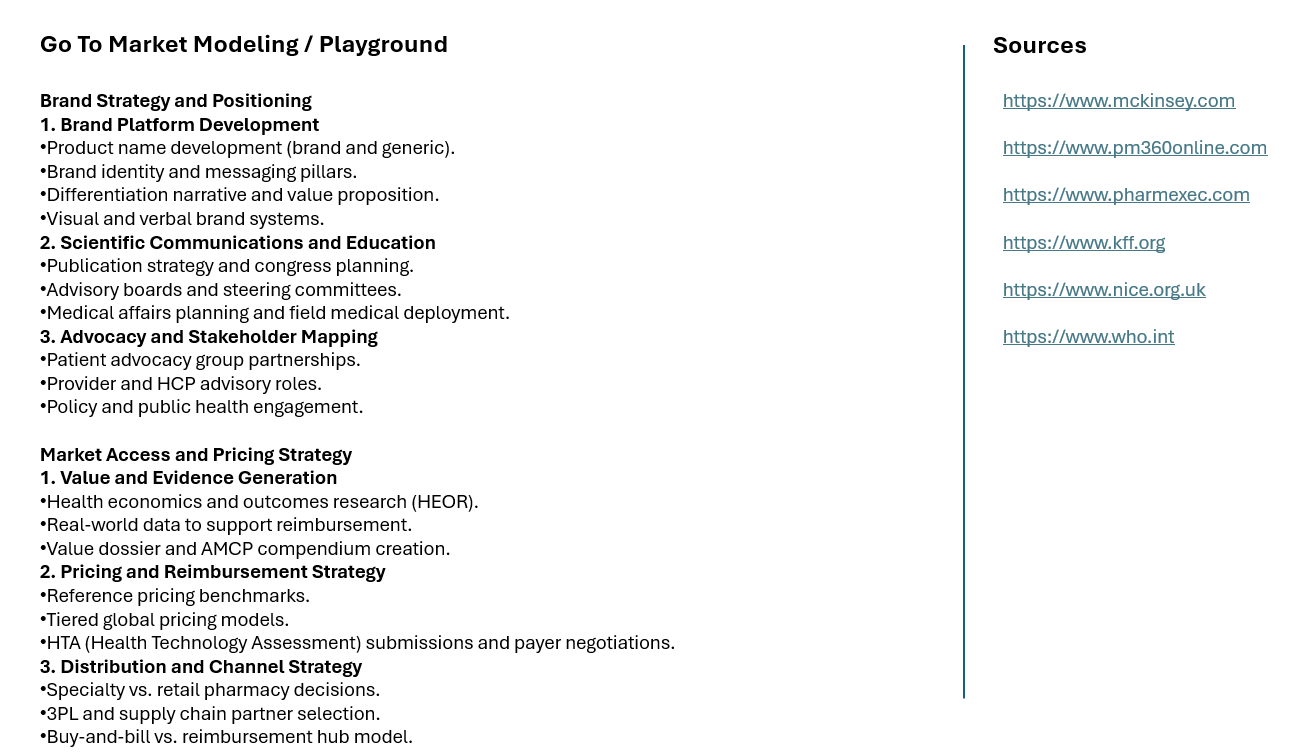 Go To Market Modeling / Playground
Brand Strategy and Positioning
1. Brand Platform Development
•Product name development (brand and generic).
•Brand identity and messaging pillars.
•Differentiation narrative and value proposition.
•Visual and verbal brand systems.
2. Scientific Communications and Education
•Publication strategy and congress planning.
•Advisory boards and steering committees.
•Medical affairs planning and field medical deployment.
3. Advocacy and Stakeholder Mapping
•Patient advocacy group partnerships.
•Provider and HCP advisory roles.
•Policy and public health engagement.
Market Access and Pricing Strategy
1. Value and Evidence Generation
•Health economics and outcomes research (HEOR).
•Real-world data to support reimbursement.
•Value dossier and AMCP compendium creation.
2. Pricing and Reimbursement Strategy
•Reference pricing benchmarks.
•Tiered global pricing models.
•HTA (Health Technology Assessment) submissions and payer negotiations.
3. Distribution and Channel Strategy
•Specialty vs. retail pharmacy decisions.
•3PL and supply chain partner selection.
•Buy-and-bill vs. reimbursement hub model.
Sources
https://www.mckinsey.com
https://www.pm360online.com
https://www.pharmexec.com
https://www.kff.org
https://www.nice.org.uk
https://www.who.int